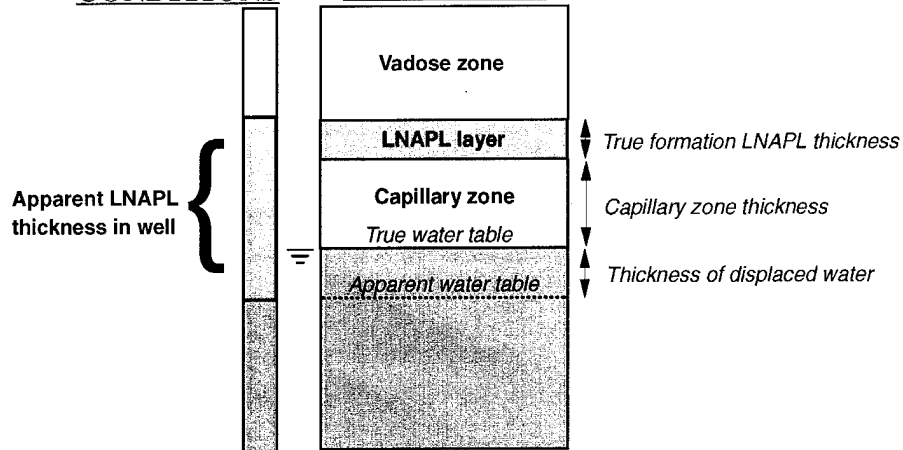 Vadose zone
LNAPL layer
True formation LNAPL thickness
Apparent LNAPL
thickness in well
Capillary zone
Capillary zone thickness
True water table
Thickness of displaced water
Apparent water table